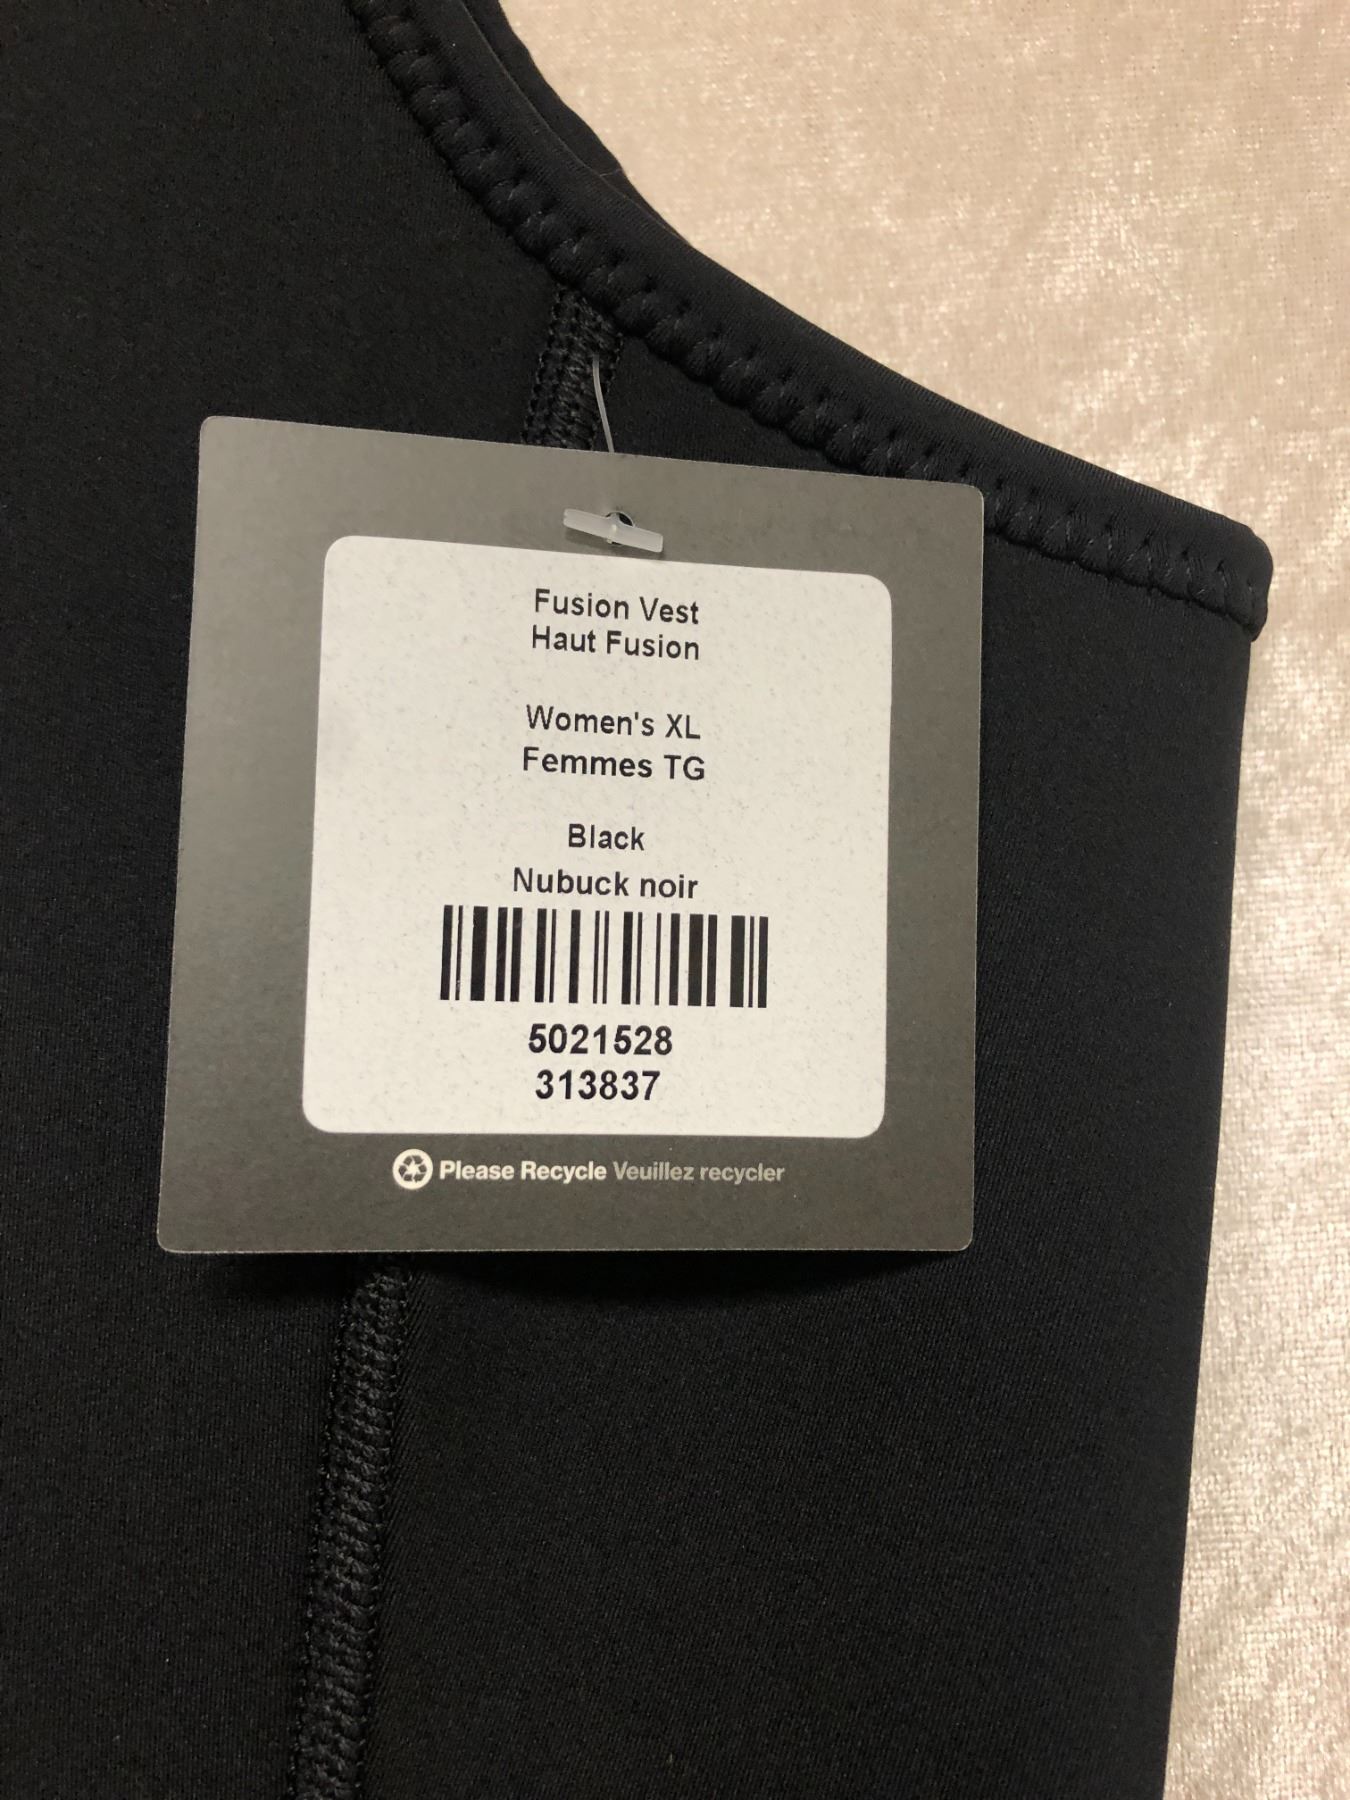 Fusion Vest
Haut Fusion
Women's XL
Femmes TG
Black
Nubuck noir
5021528
313837
Please Recycle Veuillez recycler